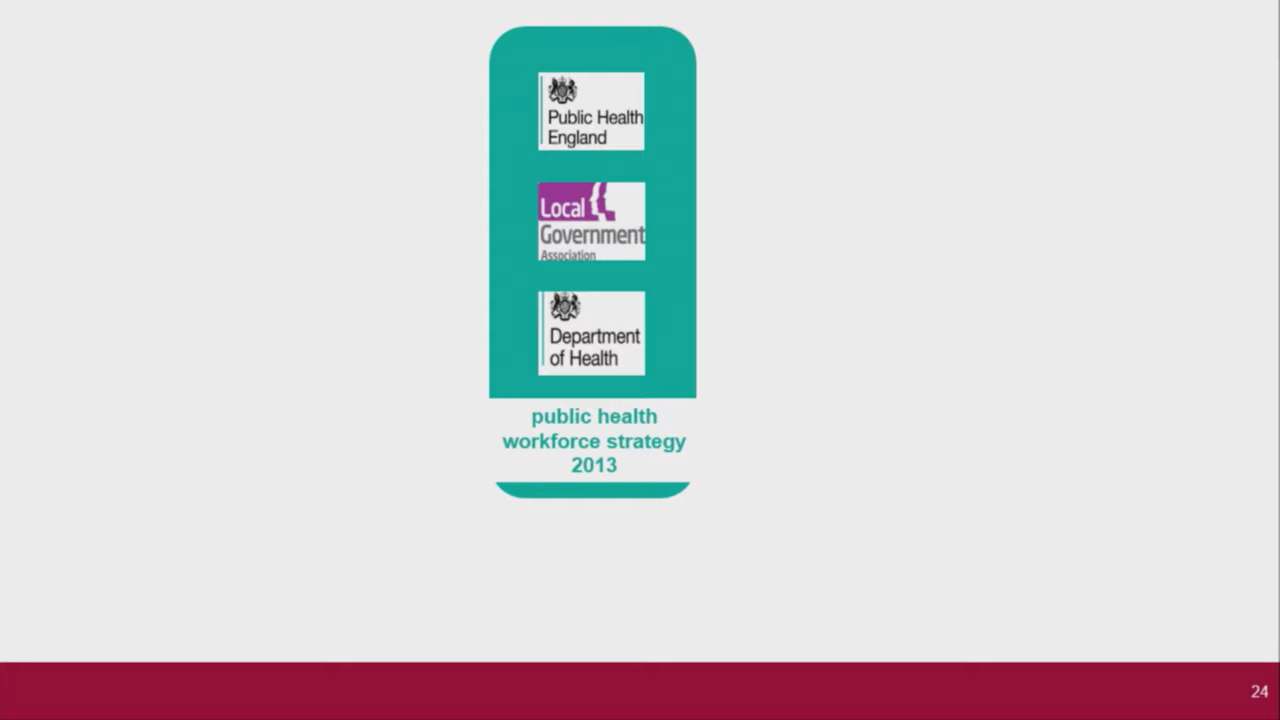 Public Health
England
Local
Government
Association
Department
of Health
public health
workforce strategy
2013
24